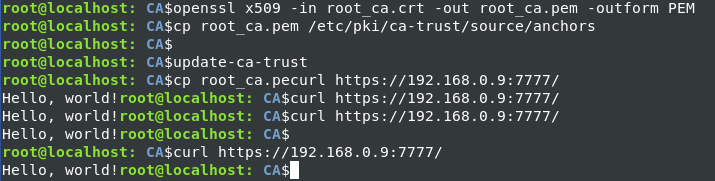 root@localhost: CA$openssl x509 -in root_ca.crt -out root_ca.pem -outform PEM
root@localhost: CA$cp root_ca.pem /etc/pki/ca-trust/source/anchors
root@localhost: CA$
root@localhost: CA$update-ca-trust
root@localhost: CA$cp root_ca.pecurl https://192.168.0.9:7777/
Hello, world!root@localhost: CA$curl https://192.168.0.9:7777/
Hello, world!root@localhost: CA$curl https://192.168.0.9:7777/
Hello, world!root@localhost: CA$
root@localhost: CA$curl https://192.168.0.9:7777/
Hello, world!root@localhost: CA$